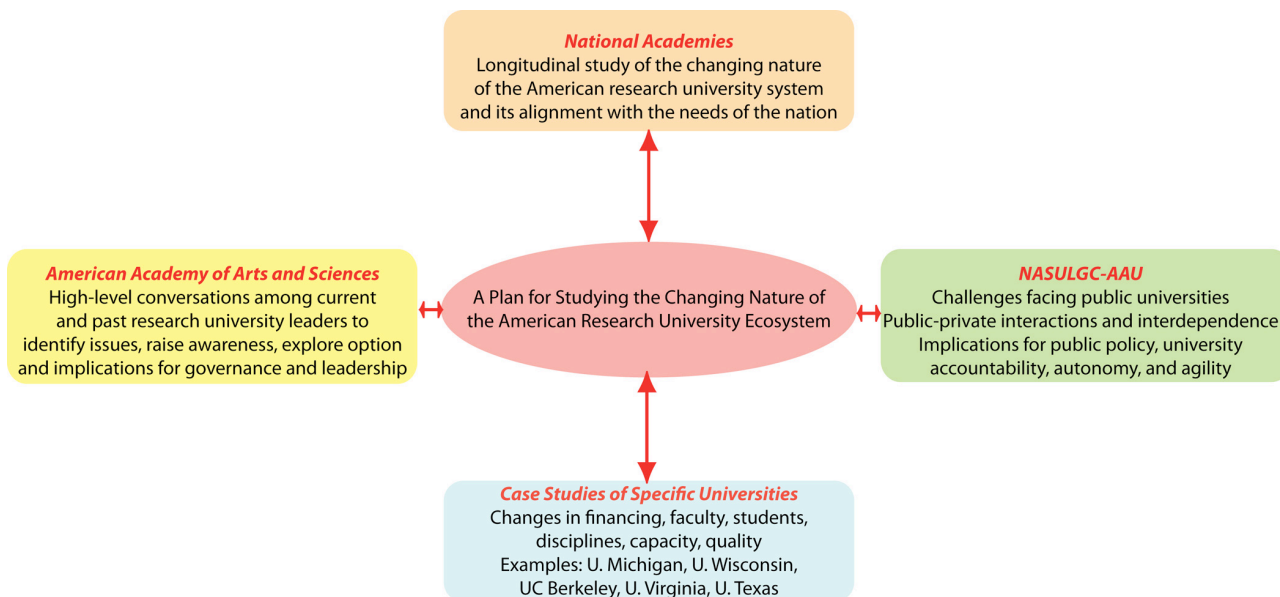 National Academies
Longitudinal study of the changing nature
of the American research university system
and its alignment with the needs of the nation
American Academy of Arts and Sciences
High-level conversations among current
and past research university leaders to
identify issues, raise awareness, explore option
and implications for governance and leadership
A Plan for Studying the Changing Nature of
the American Research University Ecosystem
NASULGC-AAU
Challenges facing public universities
Public-private interactions and interdependence
Implications for public policy, university
accountability, autonomy, and agility
Case Studies of Specific Universities
Changes in financing, faculty, students,
disciplines, capacity, quality
Examples: U. Michigan, U. Wisconsin,
UC Berkeley, U. Virginia, U. Texas